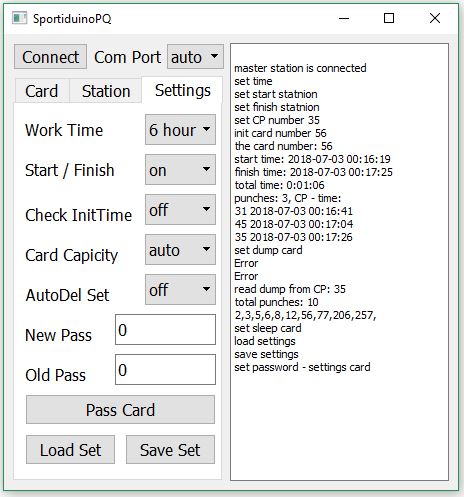 SportiduinoPQ
Connect Com Port auto
Card Station Settings
Work Time 6 hour
Start / Finish on
Check InitTime off
Card Capicity auto
AutoDel Set off
New Pass 0
Old Pass 0
Pass Card
Load Set Save Set
master station is connected
set time
set start statnion
set finish statnion
set CP number 35
init card number 56
the card number: 56
start time: 2018-07-03 00:16:19
finish time: 2018-07-03 00:17:25
total time: 0:01:06
punches: 3, CP - time:
31 2018-07-03 00:16:41
45 2018-07-03 00:17:04
35 2018-07-03 00:17:26
set dump card
Error
Error
read dump from CP: 35
total punches: 10
2,3,5,6,8,12,56,77,206,257,
set sleep card
load settings
save settings
set password - settings card